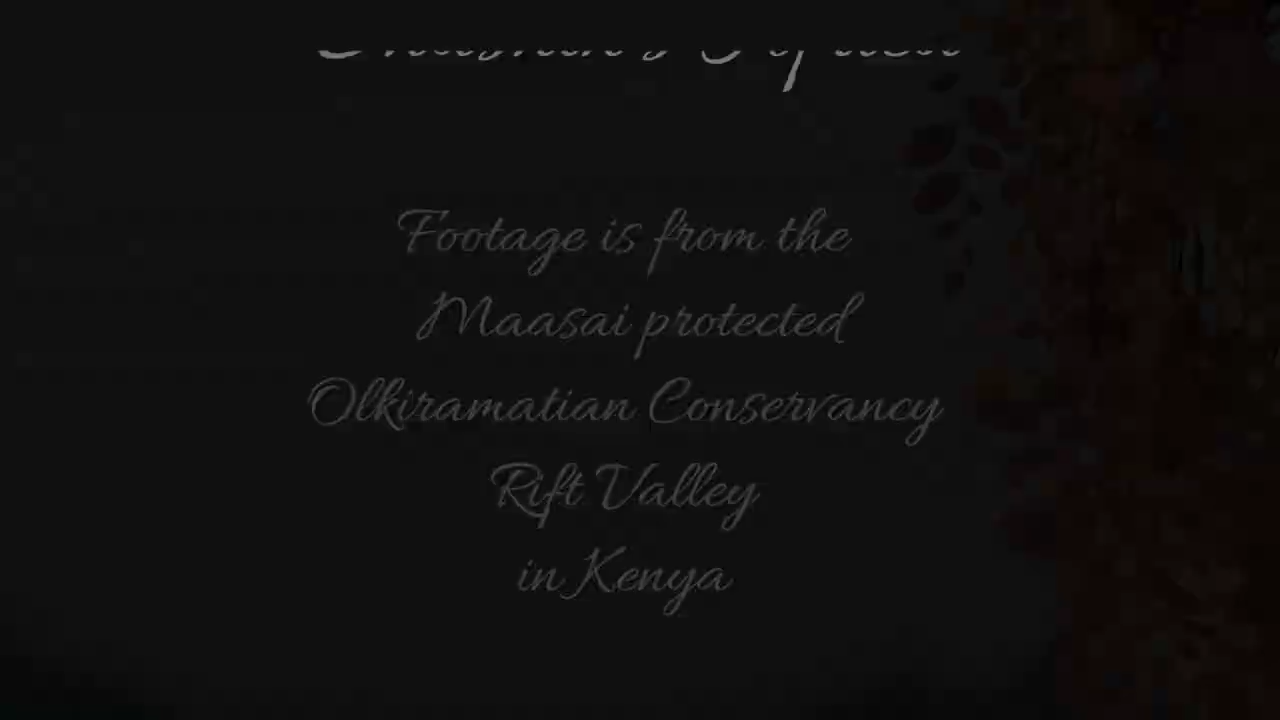 Footage is from the
Maasai protected
Olkiramatian Conservancy
Rift Valley
in Kenya